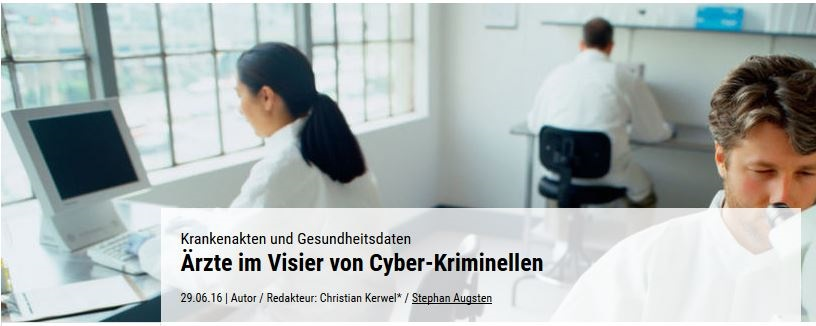 Krankenakten und Gesundheitsdaten
Ärzte im Visier von Cyber-Kriminellen
29.06.16 | Autor / Redakteur: Christian Kerwel* / Stephan Augsten